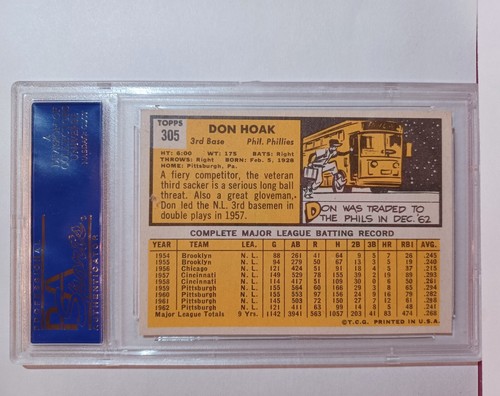 TOPPS
305
DON HOAK
3rd Base Phil. Phillies
HT: 6:00 WT: 175 BATS: Right
THROWS: Right BORN: Feb. 5, 1928
HOME: Pittsburgh, Pa.
A fiery competitor, the veteran
third sacker is a serious long ball
threat. Also a great gloveman,
Don led the N.L. 3rd basemen in
double plays in 1957.
DON WAS TRADED TO
THE PHILS IN DEC. '62
COMPLETE MAJOR LEAGUE BATTING RECORD
YEAR TEAM LEA. G AB R H 2B 3B HR RBI AVG.
1954 Brooklyn N. L. 88 261 41 64 9 5 7 26 .245
1955 Brooklyn N. L. 94 279 50 67 13 3 5 19 .240
1956 Chicago N. L. 121 424 51 91 18 4 5 37 .215
1957 Cincinnati N. L. 149 529 78 155 39 2 19 89 .293
1958 Cincinnati N. L. 114 417 51 109 30 0 6 50 .261
1959 Pittsburgh N. L. 155 564 60 166 29 3 8 65 .294
1960 Pittsburgh N. L. 155 553 97 156 24 9 16 79 .282
1961 Pittsburgh N. L. 145 503 72 150 27 7 12 61 .298
1962 Pittsburgh N. L. 121 411 63 99 14 8 5 48 .241
Major League Totals 9 Yrs. 1142 3941 563 1057 203 41 83 474 .268
© T.C.G. PRINTED IN U.S.A.